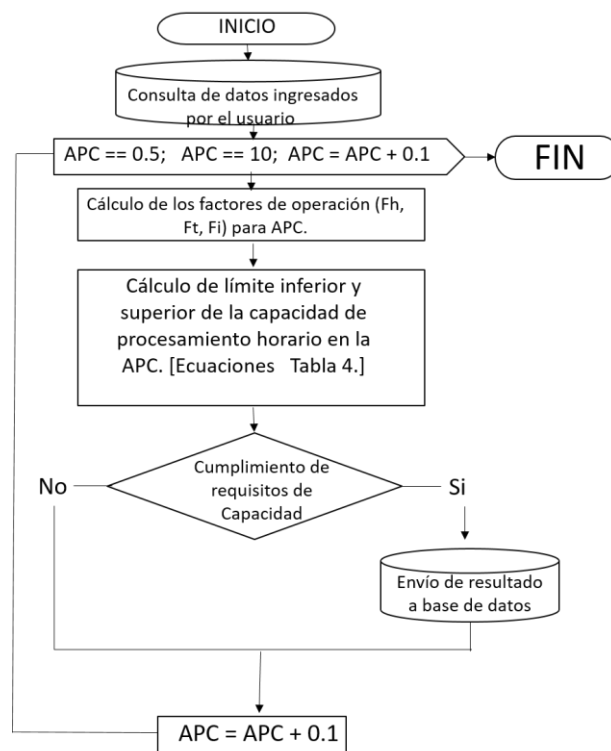 INICIO
Consulta de datos ingresados
por el usuario
APC == 0.5; APC == 10; APC = APC + 0.1
FIN
Cálculo de los factores de operación (Fh,
Ft, Fi) para APC.
Cálculo de límite inferior y
superior de la capacidad de
procesamiento horario en la
APC. [Ecuaciones Tabla 4.]
Cumplimiento de
requisitos de
Capacidad
No
Si
Envío de resultado
a base de datos
APC = APC + 0.1